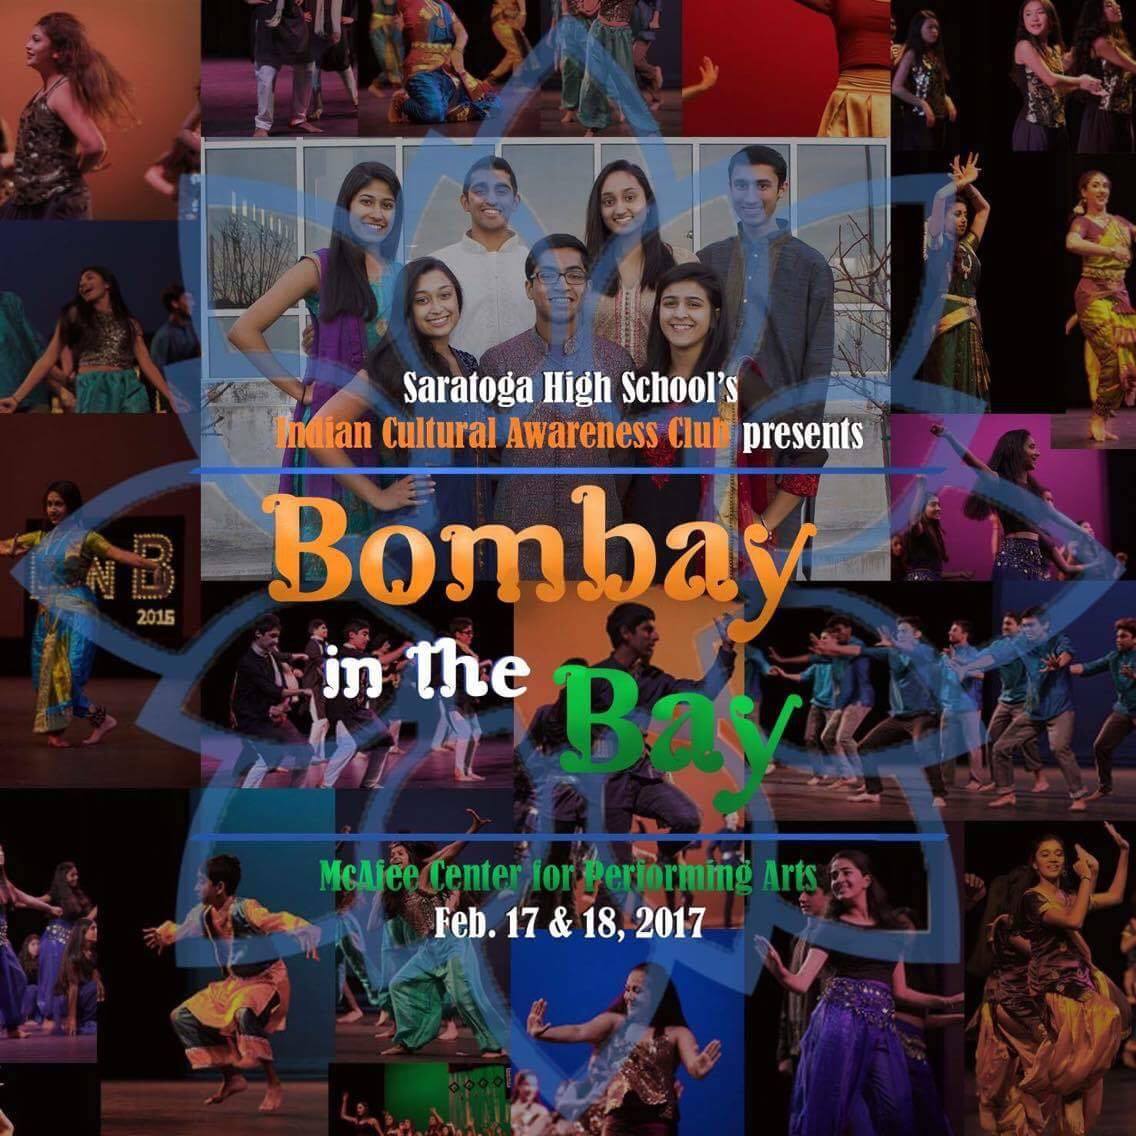 Saratoga High School's
Indian Cultural Awareness Club presents
Bombay
in The
Bay
B
2016
McAfee Center for Performing Arts
Feb. 17 & 18, 2017